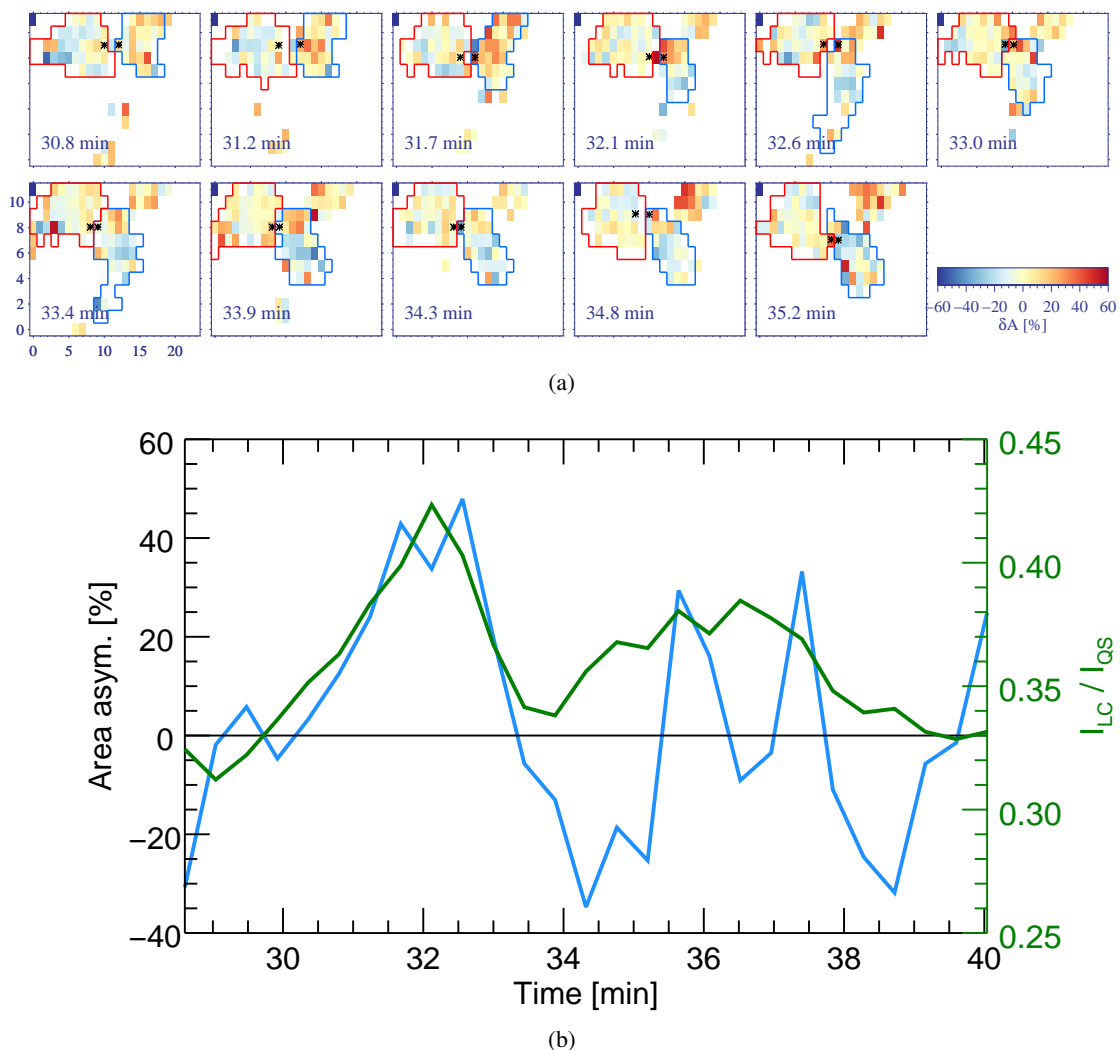 30.8 min 31.2 min 31.7 min 32.1 min 32.6 min 33.0 min
10
8
6
4
2
0
33.4 min 33.9 min 34.3 min 34.8 min 35.2 min
0 5 10 15 20
−60 −40 −20 0 20 40 60
δA [%]
(a)
60 0.45
40 0.40
20 0.35
0 0.30
−20 0.25
−40
Area asym. [%]
I_LC / I_QS
30 32 34 36 38 40
Time [min]
(b)